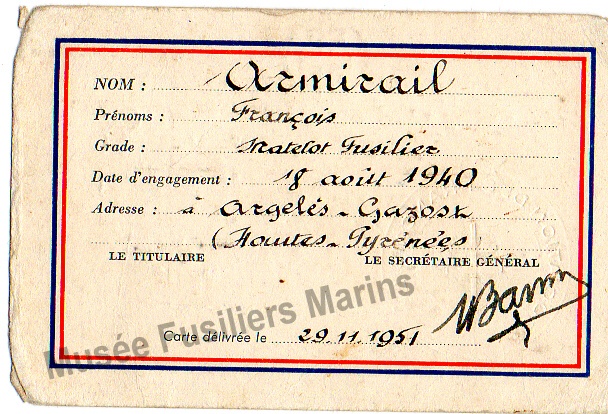 NOM : Armirail
Prénoms : François
Grade : Matelot Fusilier
Date d'engagement : 18 août 1940
Adresse : à Argelès-Gazost
(Hautes-Pyrénées)
LE TITULAIRE LE SECRÉTAIRE GÉNÉRAL
Musée Fusiliers Marins
Carte délivrée le 29.11.1951